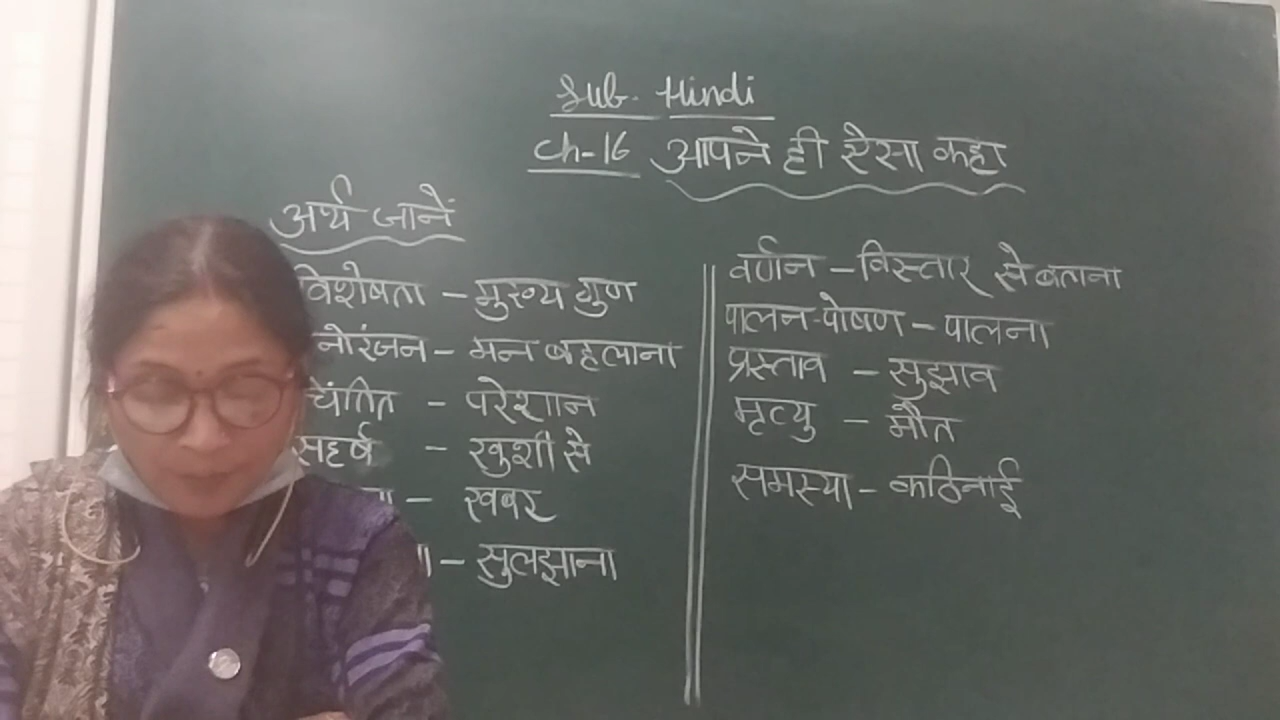 Sub. Hindi
Ch-16 आपने ही ऐसा कहा
अर्थ जानें
विशेषता - मुख्य गुण
नोरंजन - मन बहलाना
चिंतित - परेशान
सहर्ष - खुशी से
- खबर
- सुलझाना
वर्णन - विस्तार से बताना
पालन-पोषण - पालना
प्रस्ताव - सुझाव
मृत्यु - मौत
समस्या - कठिनाई